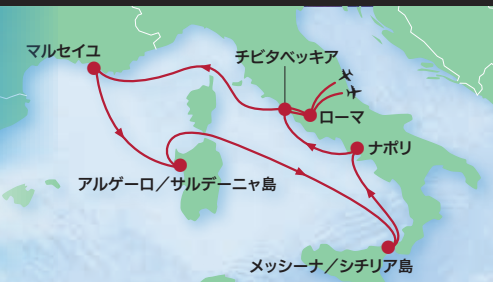 マルセイユ
チビタベッキア
ローマ
ナポリ
アルゲーロ／サルデーニャ島
メッシーナ／シチリア島